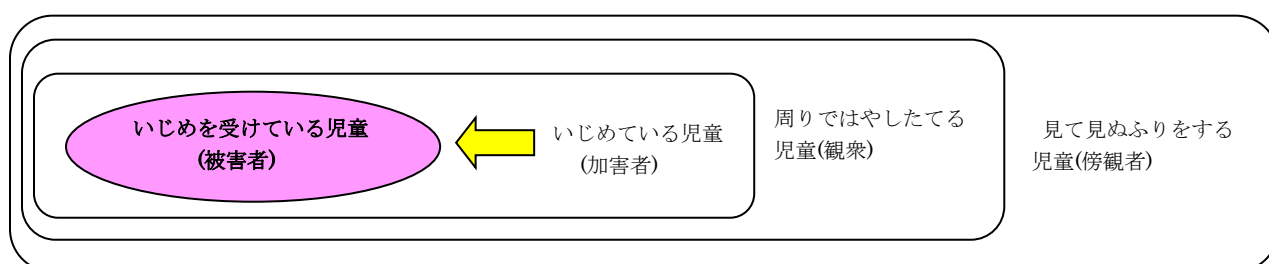 いじめを受けている児童
(被害者)
いじめている児童
(加害者)
周りではやしたてる
児童(観衆)
見て見ぬふりをする
児童(傍観者)